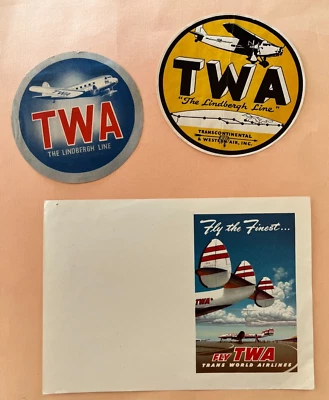 TWA
THE LINDBERGH LINE
TWA
"The Lindbergh Line"
TRANSCONTINENTAL
& WESTERN AIR, INC.
Fly the Finest...
TWA
FLY TWA
TRANS WORLD AIRLINES